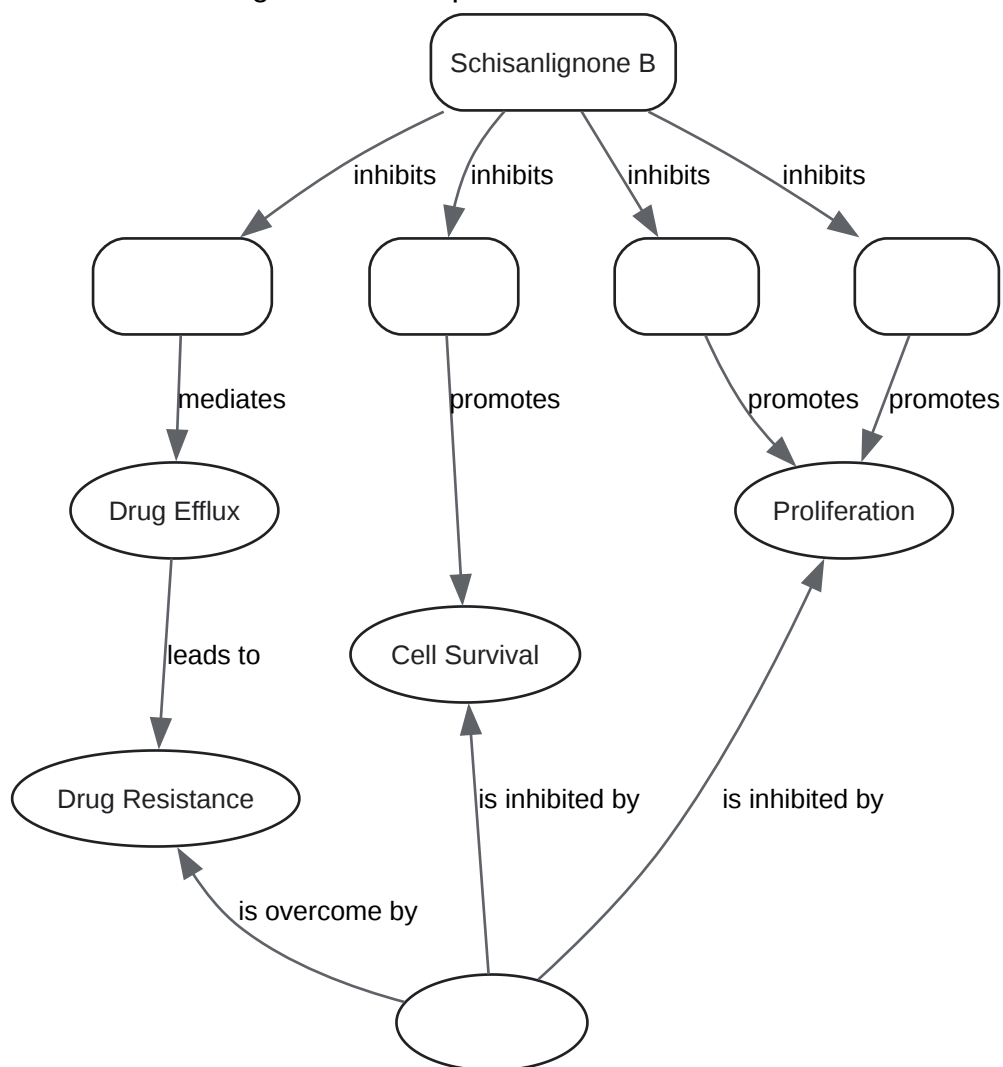 Schisanlignone B
inhibits
inhibits
inhibits
inhibits
mediates
promotes
promotes
promotes
Drug Efflux
Proliferation
leads to
Cell Survival
Drug Resistance
is inhibited by
is inhibited by
is overcome by